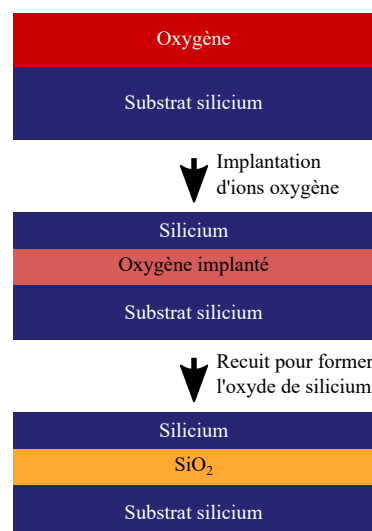 Oxygène
Substrat silicium
Implantation
d'ions oxygène
Silicium
Oxygène implanté
Substrat silicium
Recuit pour former
l'oxyde de silicium
Silicium
SiO₂
Substrat silicium